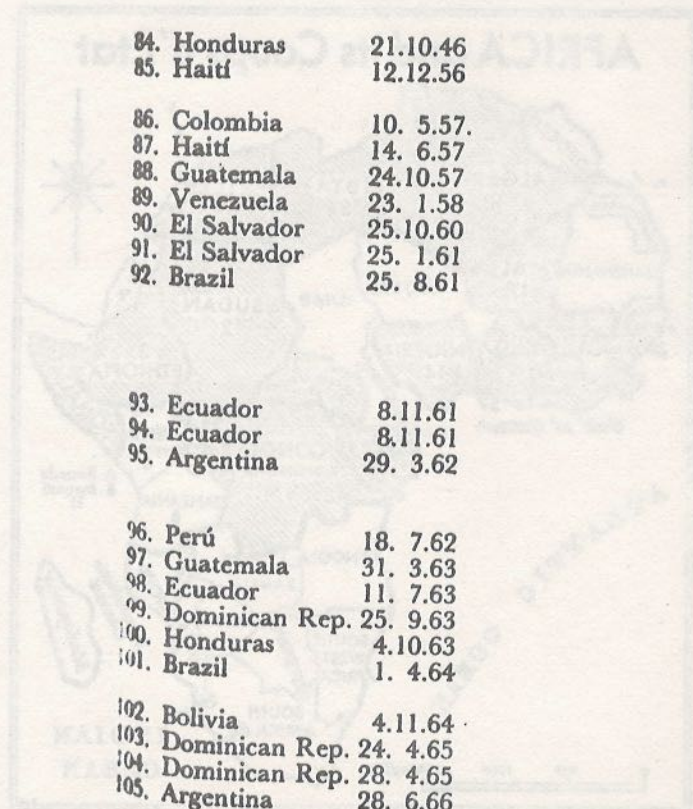 84. Honduras 21.10.46
85. Haití 12.12.56
86. Colombia 10. 5.57.
87. Haití 14. 6.57
88. Guatemala 24.10.57
89. Venezuela 23. 1.58
90. El Salvador 25.10.60
91. El Salvador 25. 1.61
92. Brazil 25. 8.61
93. Ecuador 8.11.61
94. Ecuador 8.11.61
95. Argentina 29. 3.62
96. Perú 18. 7.62
97. Guatemala 31. 3.63
98. Ecuador 11. 7.63
99. Dominican Rep. 25. 9.63
100. Honduras 4.10.63
101. Brazil 1. 4.64
102. Bolivia 4.11.64
103. Dominican Rep. 24. 4.65
104. Dominican Rep. 28. 4.65
105. Argentina 28. 6.66